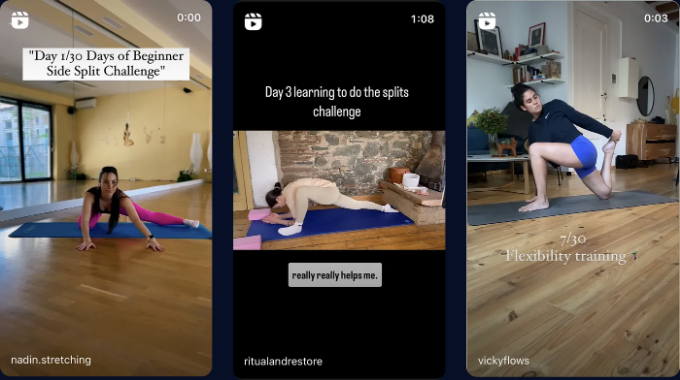 0:00
"Day 1/30 Days of Beginner
Side Split Challenge"
nadin.stretching
1:08
Day 3 learning to do the splits
challenge
really really helps me.
ritualandrestore
0:03
7/30
Flexibility training
vickyflows